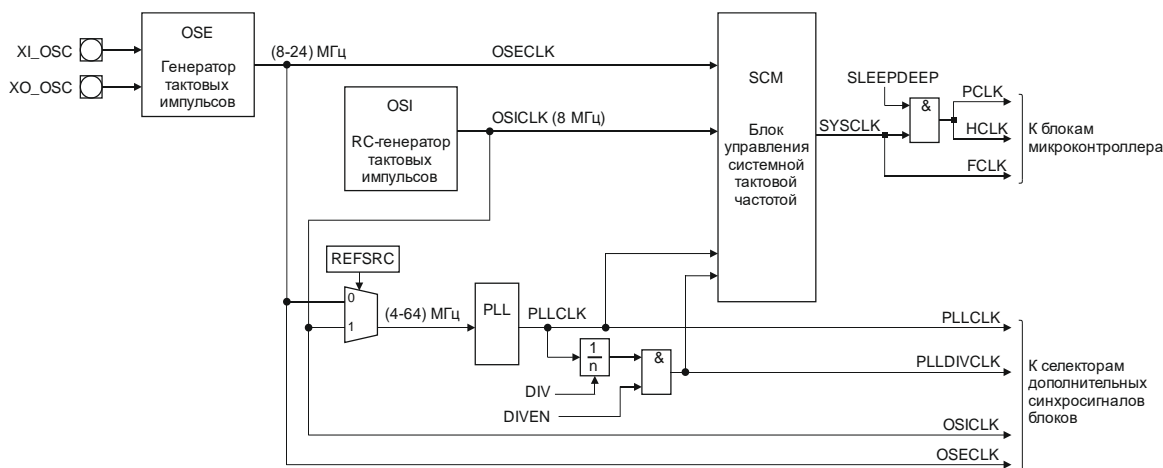 OSE
Генератор
тактовых
импульсов
XI_OSC
XO_OSC
(8-24) МГц
OSECLK
OSI
RC-генератор
тактовых
импульсов
OSICLK (8 МГц)
SCM
Блок
управления
системной
тактовой
частотой
SYSCLK
SLEEPDEEP
&
PCLK
HCLK
FCLK
К блокам
микроконтроллера
REFSRC
0
1
(4-64) МГц
PLL
PLLCLK
1
n
&
DIV
DIVEN
PLLCLK
PLLDIVCLK
OSICLK
OSECLK
К селекторам
дополнительных
синхросигналов
блоков